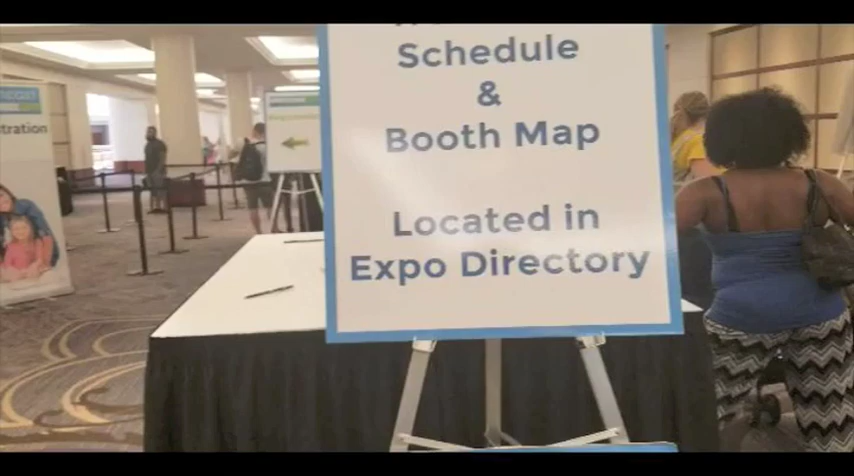 Schedule
&
Booth Map
Located in
Expo Directory